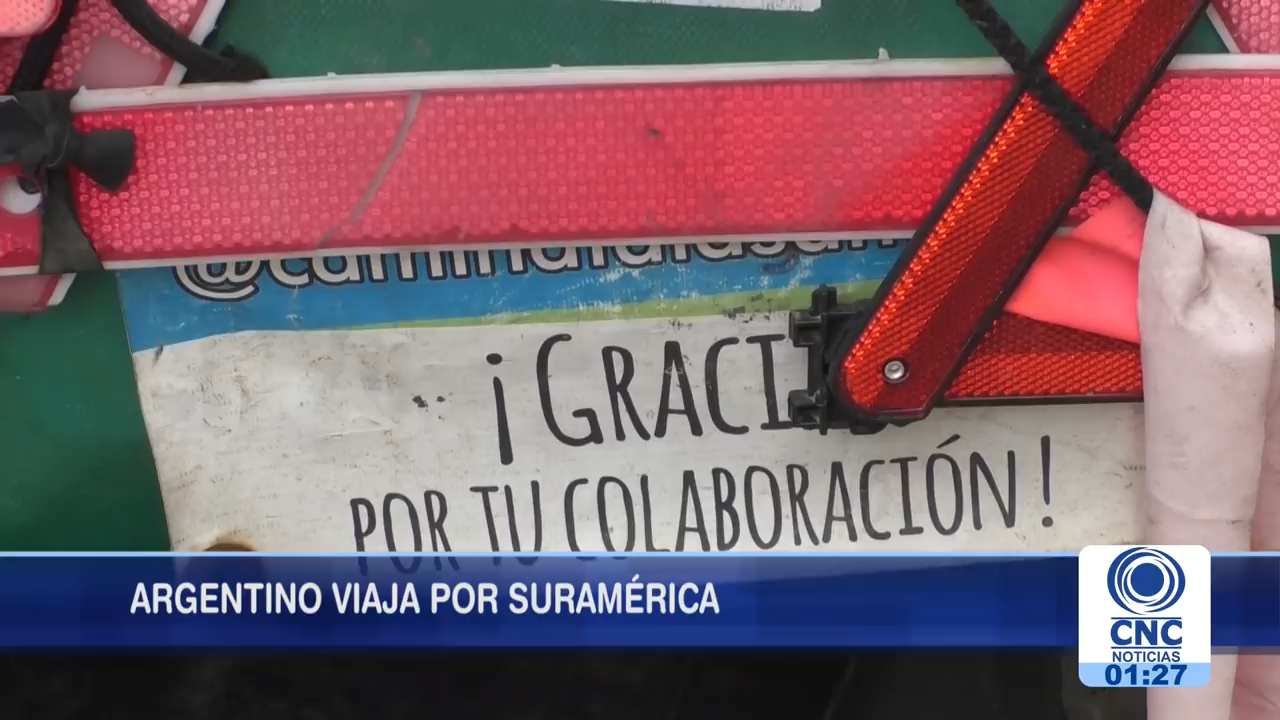 ¡GRACI
POR TU COLABORACIÓN!
ARGENTINO VIAJA POR SURAMÉRICA
CNC
NOTICIAS
01:27